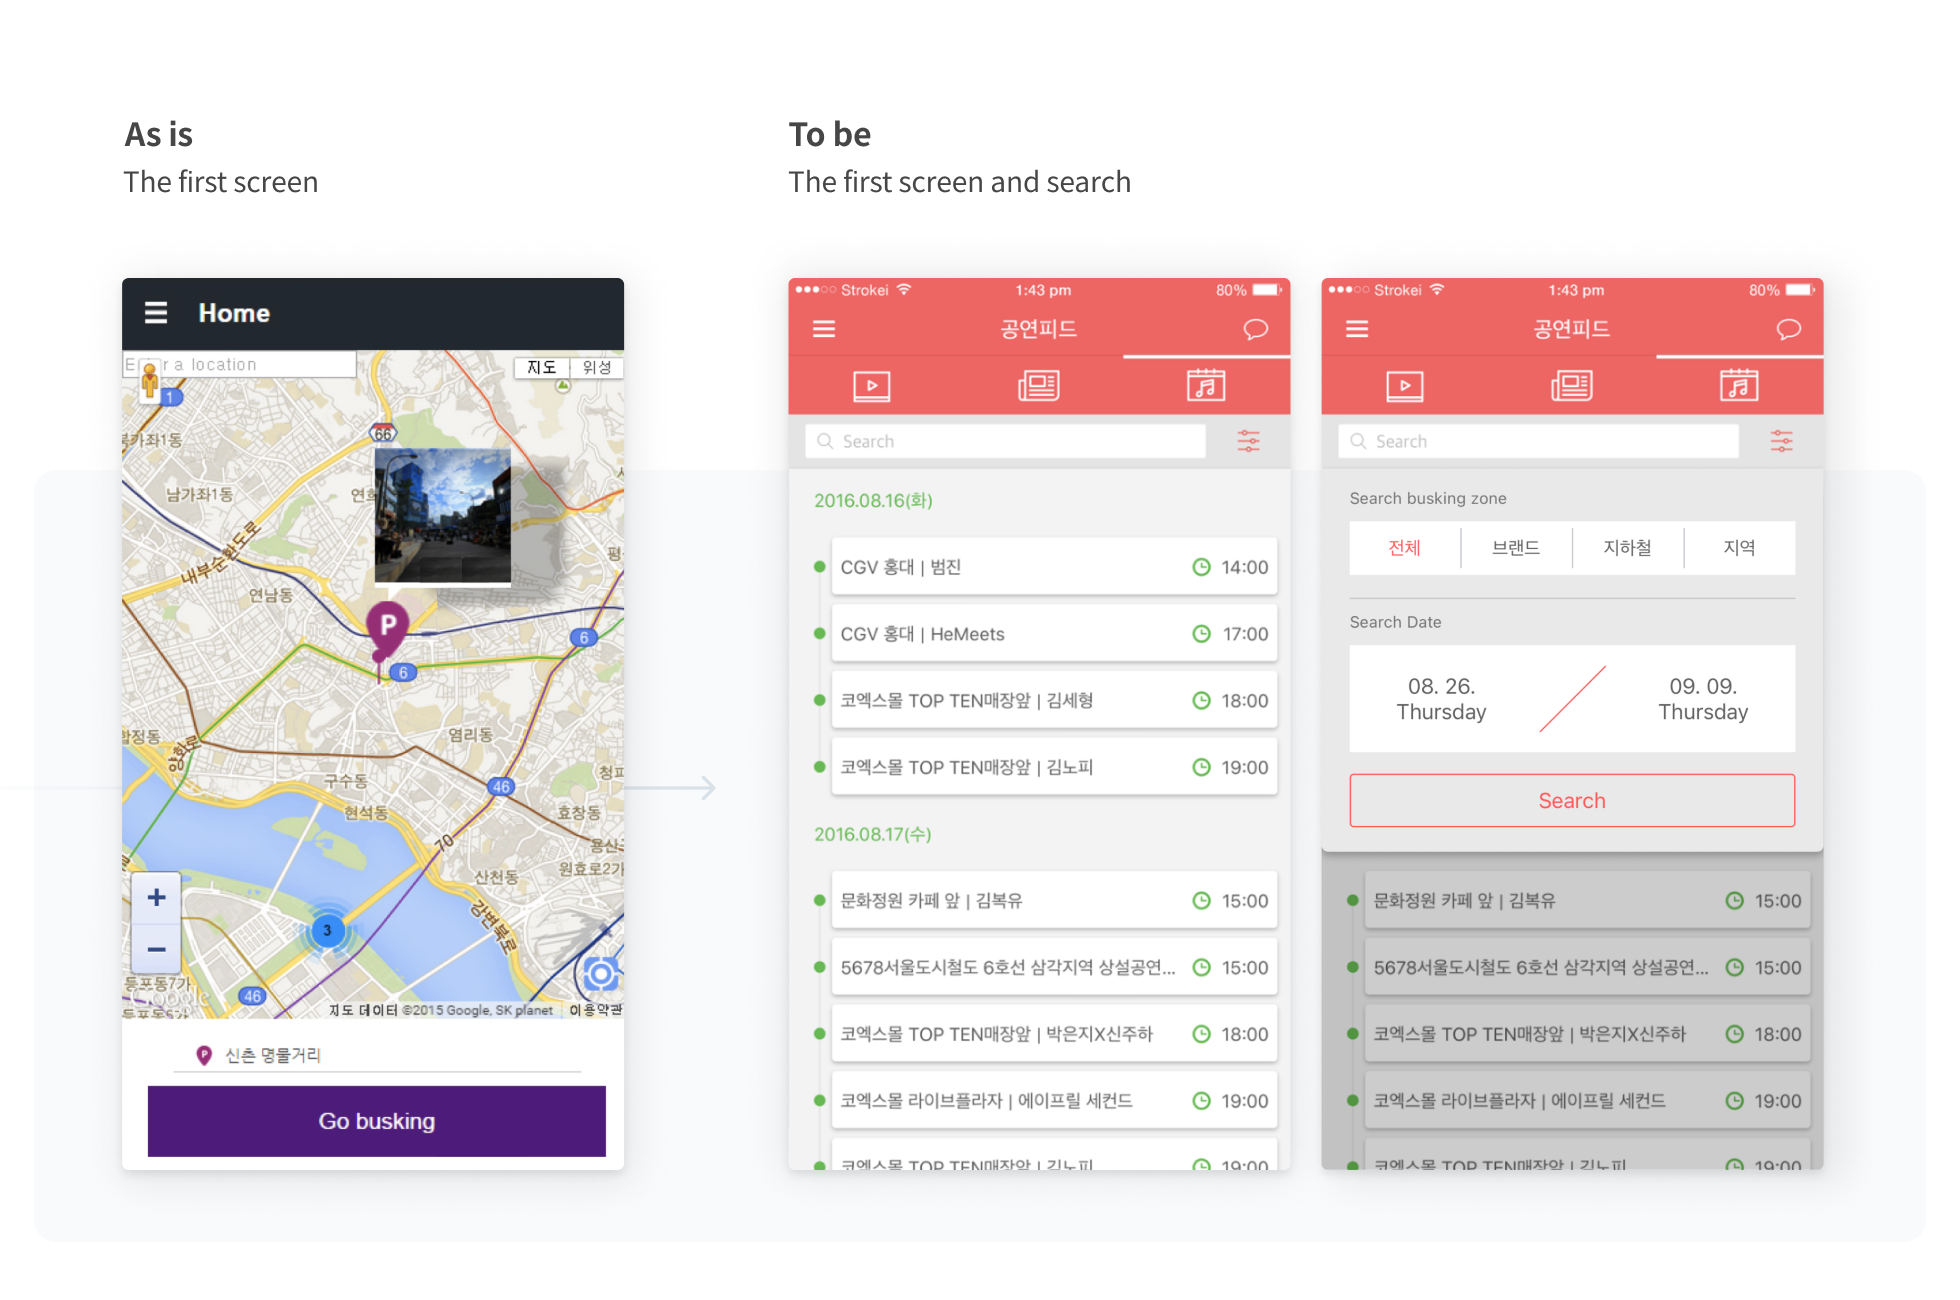 As is
The first screen
To be
The first screen and search
Home
지도
위성
1
66
북가좌1동
남가좌1동
내부순환도로
연남동
P
6
6
합정동
양화로
염리동
구수동
현석동
46
청파
효창동
70
용산구
원효로2가
산천동
강변북로
+
3
−
등포동7가
Google
46
지도 데이터 ©2015 Google, SK planet
이용약관
P 신촌 명물거리
Go busking
Strokei
1:43 pm
80%
공연피드
Search
2016.08.16(화)
CGV 홍대 | 범진 14:00
CGV 홍대 | HeMeets 17:00
코엑스몰 TOP TEN매장앞 | 김세형 18:00
코엑스몰 TOP TEN매장앞 | 김노피 19:00
2016.08.17(수)
문화정원 카페 앞 | 김복유 15:00
5678서울도시철도 6호선 삼각지역 상설공연... 15:00
코엑스몰 TOP TEN매장앞 | 박은지X신주하 18:00
코엑스몰 라이브플라자 | 에이프릴 세컨드 19:00
코엑스몰 TOP TEN매장앞 | 김노피 19:00
Strokei
1:43 pm
80%
공연피드
Search
Search busking zone
전체
브랜드
지하철
지역
Search Date
08. 26.
Thursday
09. 09.
Thursday
Search
문화정원 카페 앞 | 김복유 15:00
5678서울도시철도 6호선 삼각지역 상설공연... 15:00
코엑스몰 TOP TEN매장앞 | 박은지X신주하 18:00
코엑스몰 라이브플라자 | 에이프릴 세컨드 19:00
코엑스몰 TOP TEN매장앞 | 김노피 19:00